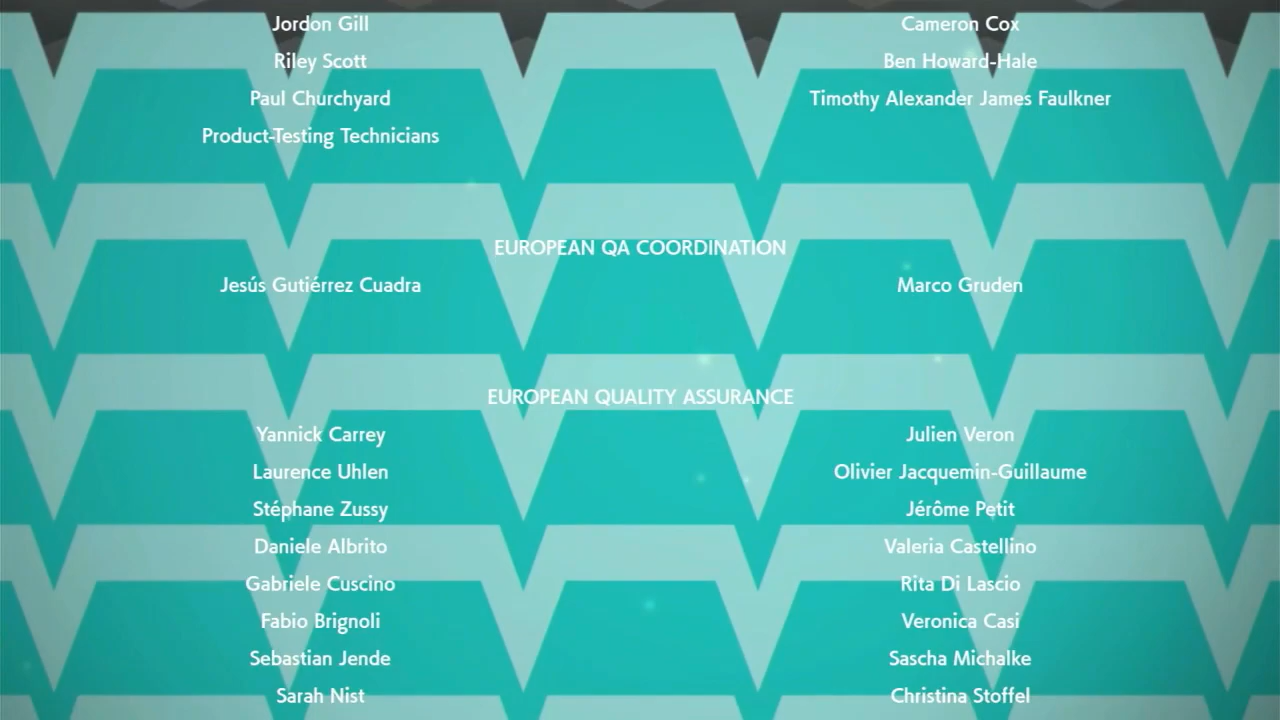 Jordon Gill
Cameron Cox
Riley Scott
Ben Howard-Hale
Paul Churchyard
Timothy Alexander James Faulkner
Product-Testing Technicians
EUROPEAN QA COORDINATION
Jesús Gutiérrez Cuadra
Marco Gruden
EUROPEAN QUALITY ASSURANCE
Yannick Carrey
Julien Veron
Laurence Uhlen
Olivier Jacquemin-Guillaume
Stéphane Zussy
Jérôme Petit
Daniele Albrito
Valeria Castellino
Gabriele Cuscino
Rita Di Lascio
Fabio Brignoli
Veronica Casi
Sebastian Jende
Sascha Michalke
Sarah Nist
Christina Stoffel